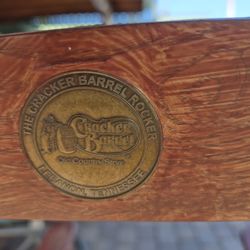 THE CRACKER BARREL ROCKER
Cracker
Barrel
Old Country Store
LEBANON, TENNESSEE